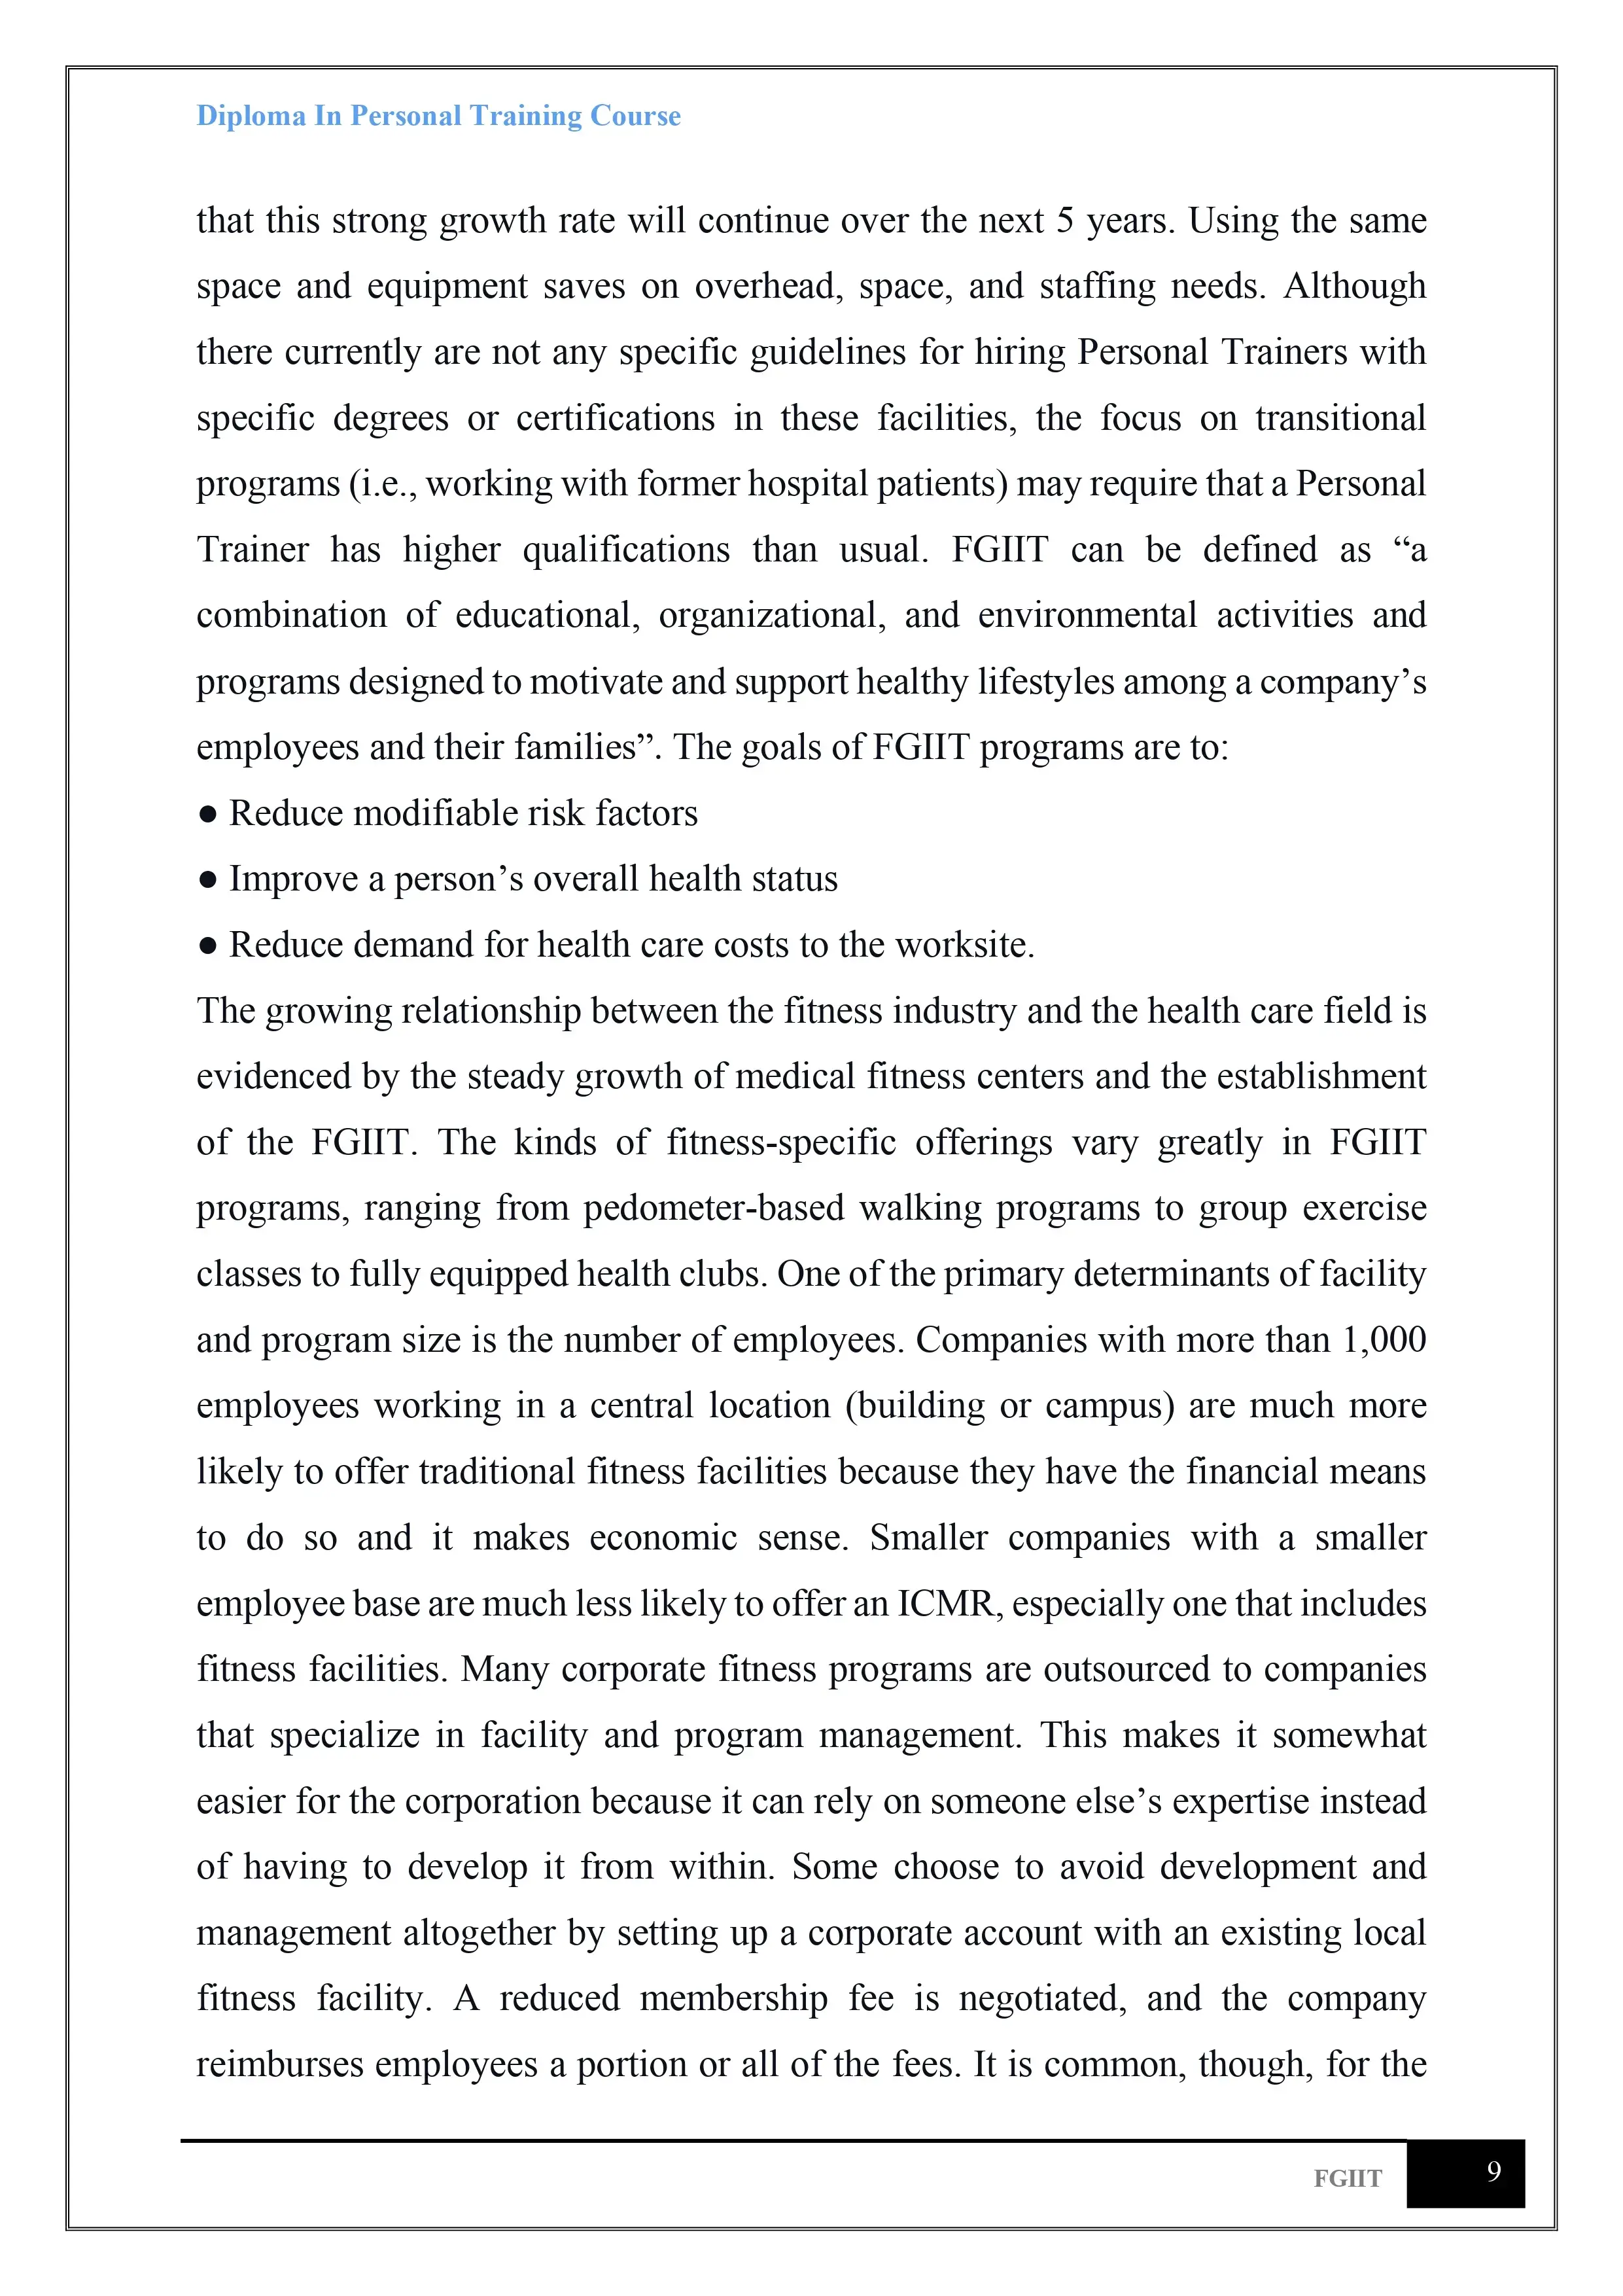 Diploma In Personal Training Course
that this strong growth rate will continue over the next 5 years. Using the same
space and equipment saves on overhead, space, and staffing needs. Although
there currently are not any specific guidelines for hiring Personal Trainers with
specific degrees or certifications in these facilities, the focus on transitional
programs (i.e., working with former hospital patients) may require that a Personal
Trainer has higher qualifications than usual. FGIIT can be defined as “a
combination of educational, organizational, and environmental activities and
programs designed to motivate and support healthy lifestyles among a company’s
employees and their families”. The goals of FGIIT programs are to:
● Reduce modifiable risk factors
● Improve a person’s overall health status
● Reduce demand for health care costs to the worksite.
The growing relationship between the fitness industry and the health care field is
evidenced by the steady growth of medical fitness centers and the establishment
of the FGIIT. The kinds of fitness-specific offerings vary greatly in FGIIT
programs, ranging from pedometer-based walking programs to group exercise
classes to fully equipped health clubs. One of the primary determinants of facility
and program size is the number of employees. Companies with more than 1,000
employees working in a central location (building or campus) are much more
likely to offer traditional fitness facilities because they have the financial means
to do so and it makes economic sense. Smaller companies with a smaller
employee base are much less likely to offer an ICMR, especially one that includes
fitness facilities. Many corporate fitness programs are outsourced to companies
that specialize in facility and program management. This makes it somewhat
easier for the corporation because it can rely on someone else’s expertise instead
of having to develop it from within. Some choose to avoid development and
management altogether by setting up a corporate account with an existing local
fitness facility. A reduced membership fee is negotiated, and the company
reimburses employees a portion or all of the fees. It is common, though, for the
FGIIT
9